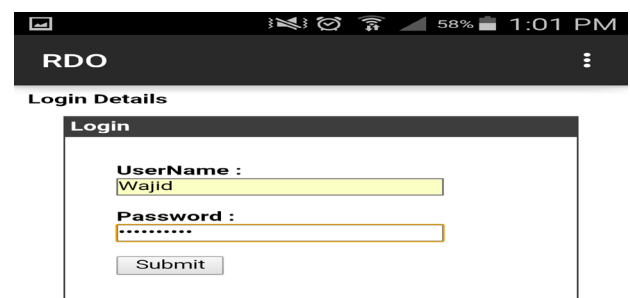 58% 1:01 PM
RDO
Login Details
Login
UserName :
Wajid
Password :
••••••••••
Submit